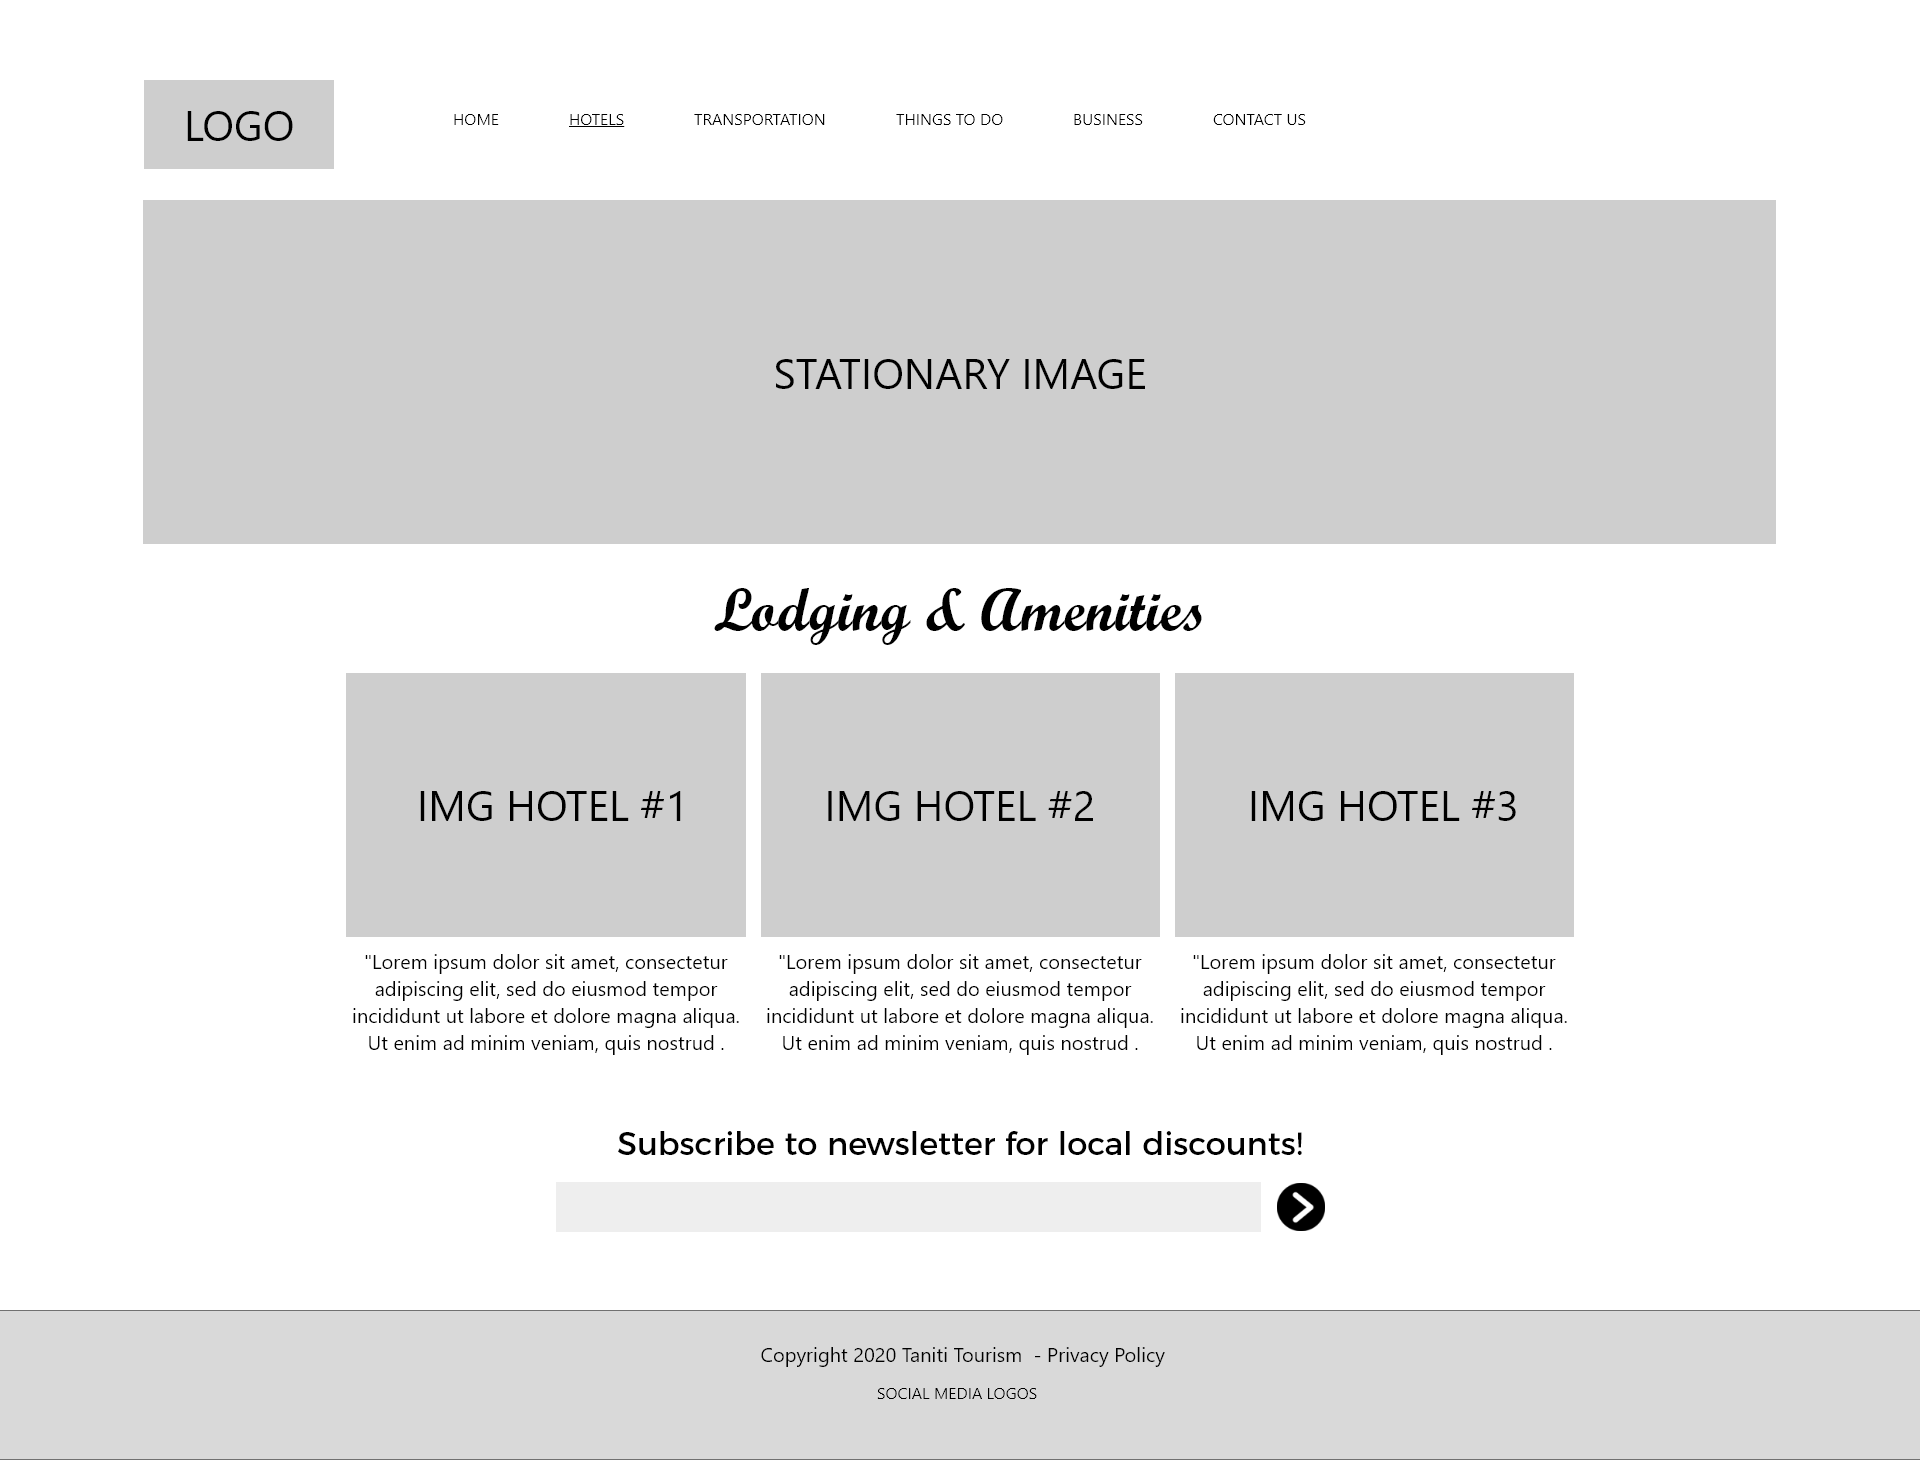 LOGO
HOME HOTELS TRANSPORTATION THINGS TO DO BUSINESS CONTACT US
STATIONARY IMAGE
Lodging & Amenities
IMG HOTEL #1
"Lorem ipsum dolor sit amet, consectetur
adipiscing elit, sed do eiusmod tempor
incididunt ut labore et dolore magna aliqua.
Ut enim ad minim veniam, quis nostrud .
IMG HOTEL #2
"Lorem ipsum dolor sit amet, consectetur
adipiscing elit, sed do eiusmod tempor
incididunt ut labore et dolore magna aliqua.
Ut enim ad minim veniam, quis nostrud .
IMG HOTEL #3
"Lorem ipsum dolor sit amet, consectetur
adipiscing elit, sed do eiusmod tempor
incididunt ut labore et dolore magna aliqua.
Ut enim ad minim veniam, quis nostrud .
Subscribe to newsletter for local discounts!
Copyright 2020 Taniti Tourism  - Privacy Policy
SOCIAL MEDIA LOGOS